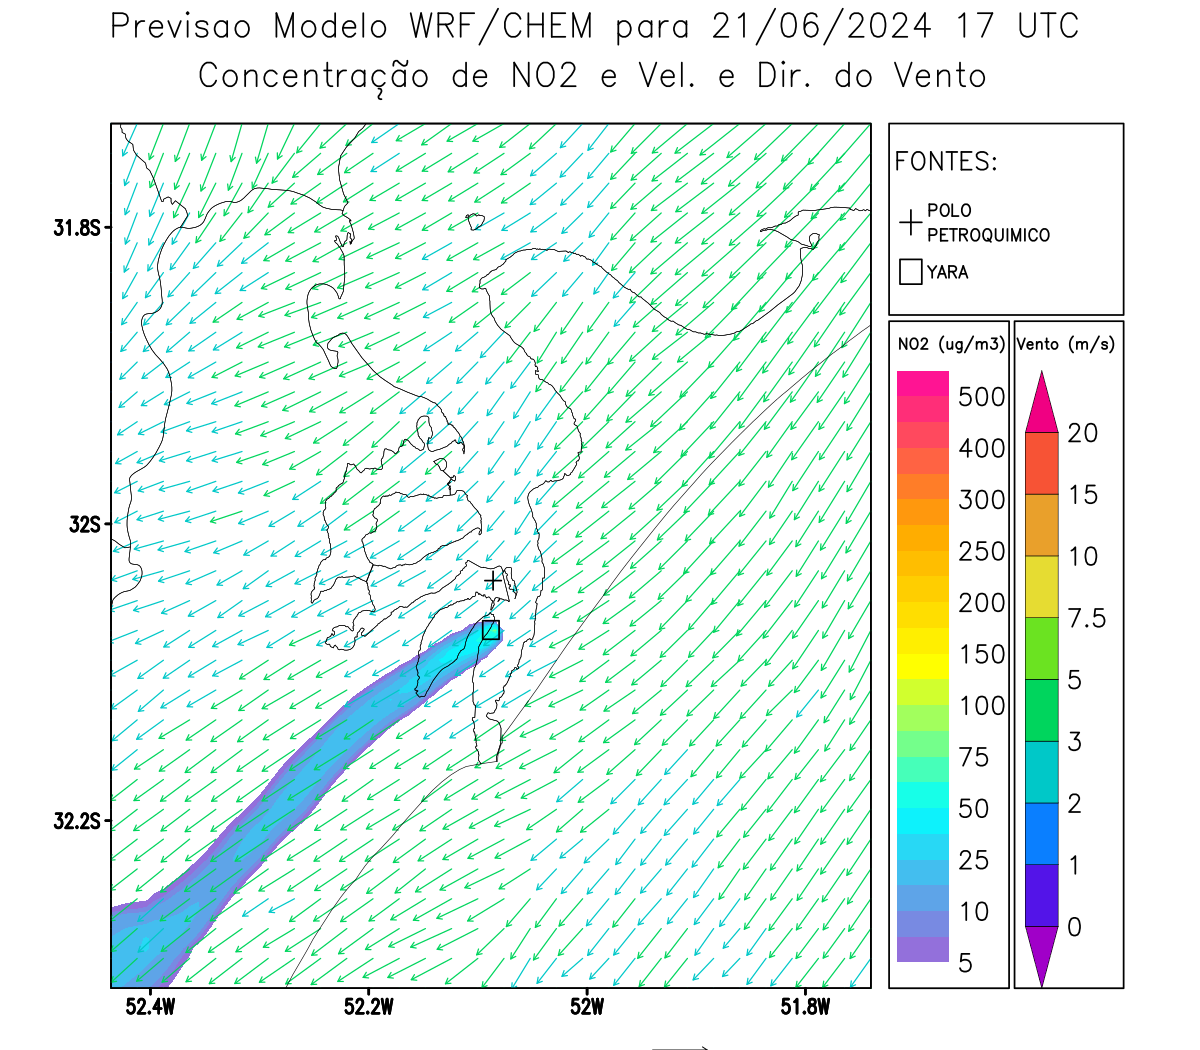 Previsao Modelo WRF/CHEM para 21/06/2024 17 UTC
Concentração de NO2 e Vel. e Dir. do Vento
FONTES:
POLO
PETROQUIMICO
YARA
NO2 (ug/m3)
500
400
300
250
200
150
100
75
50
25
10
5
Vento (m/s)
20
15
10
7.5
5
3
2
1
0
31.8S
32S
32.2S
52.4W
52.2W
52W
51.8W